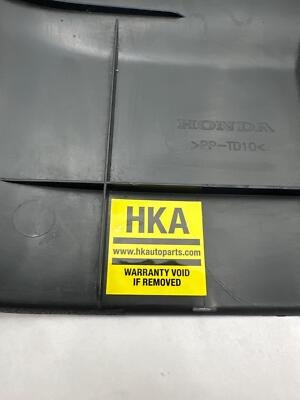 HONDA
>PP-TD10<
HKA
www.hkautoparts.com
WARRANTY VOID
IF REMOVED